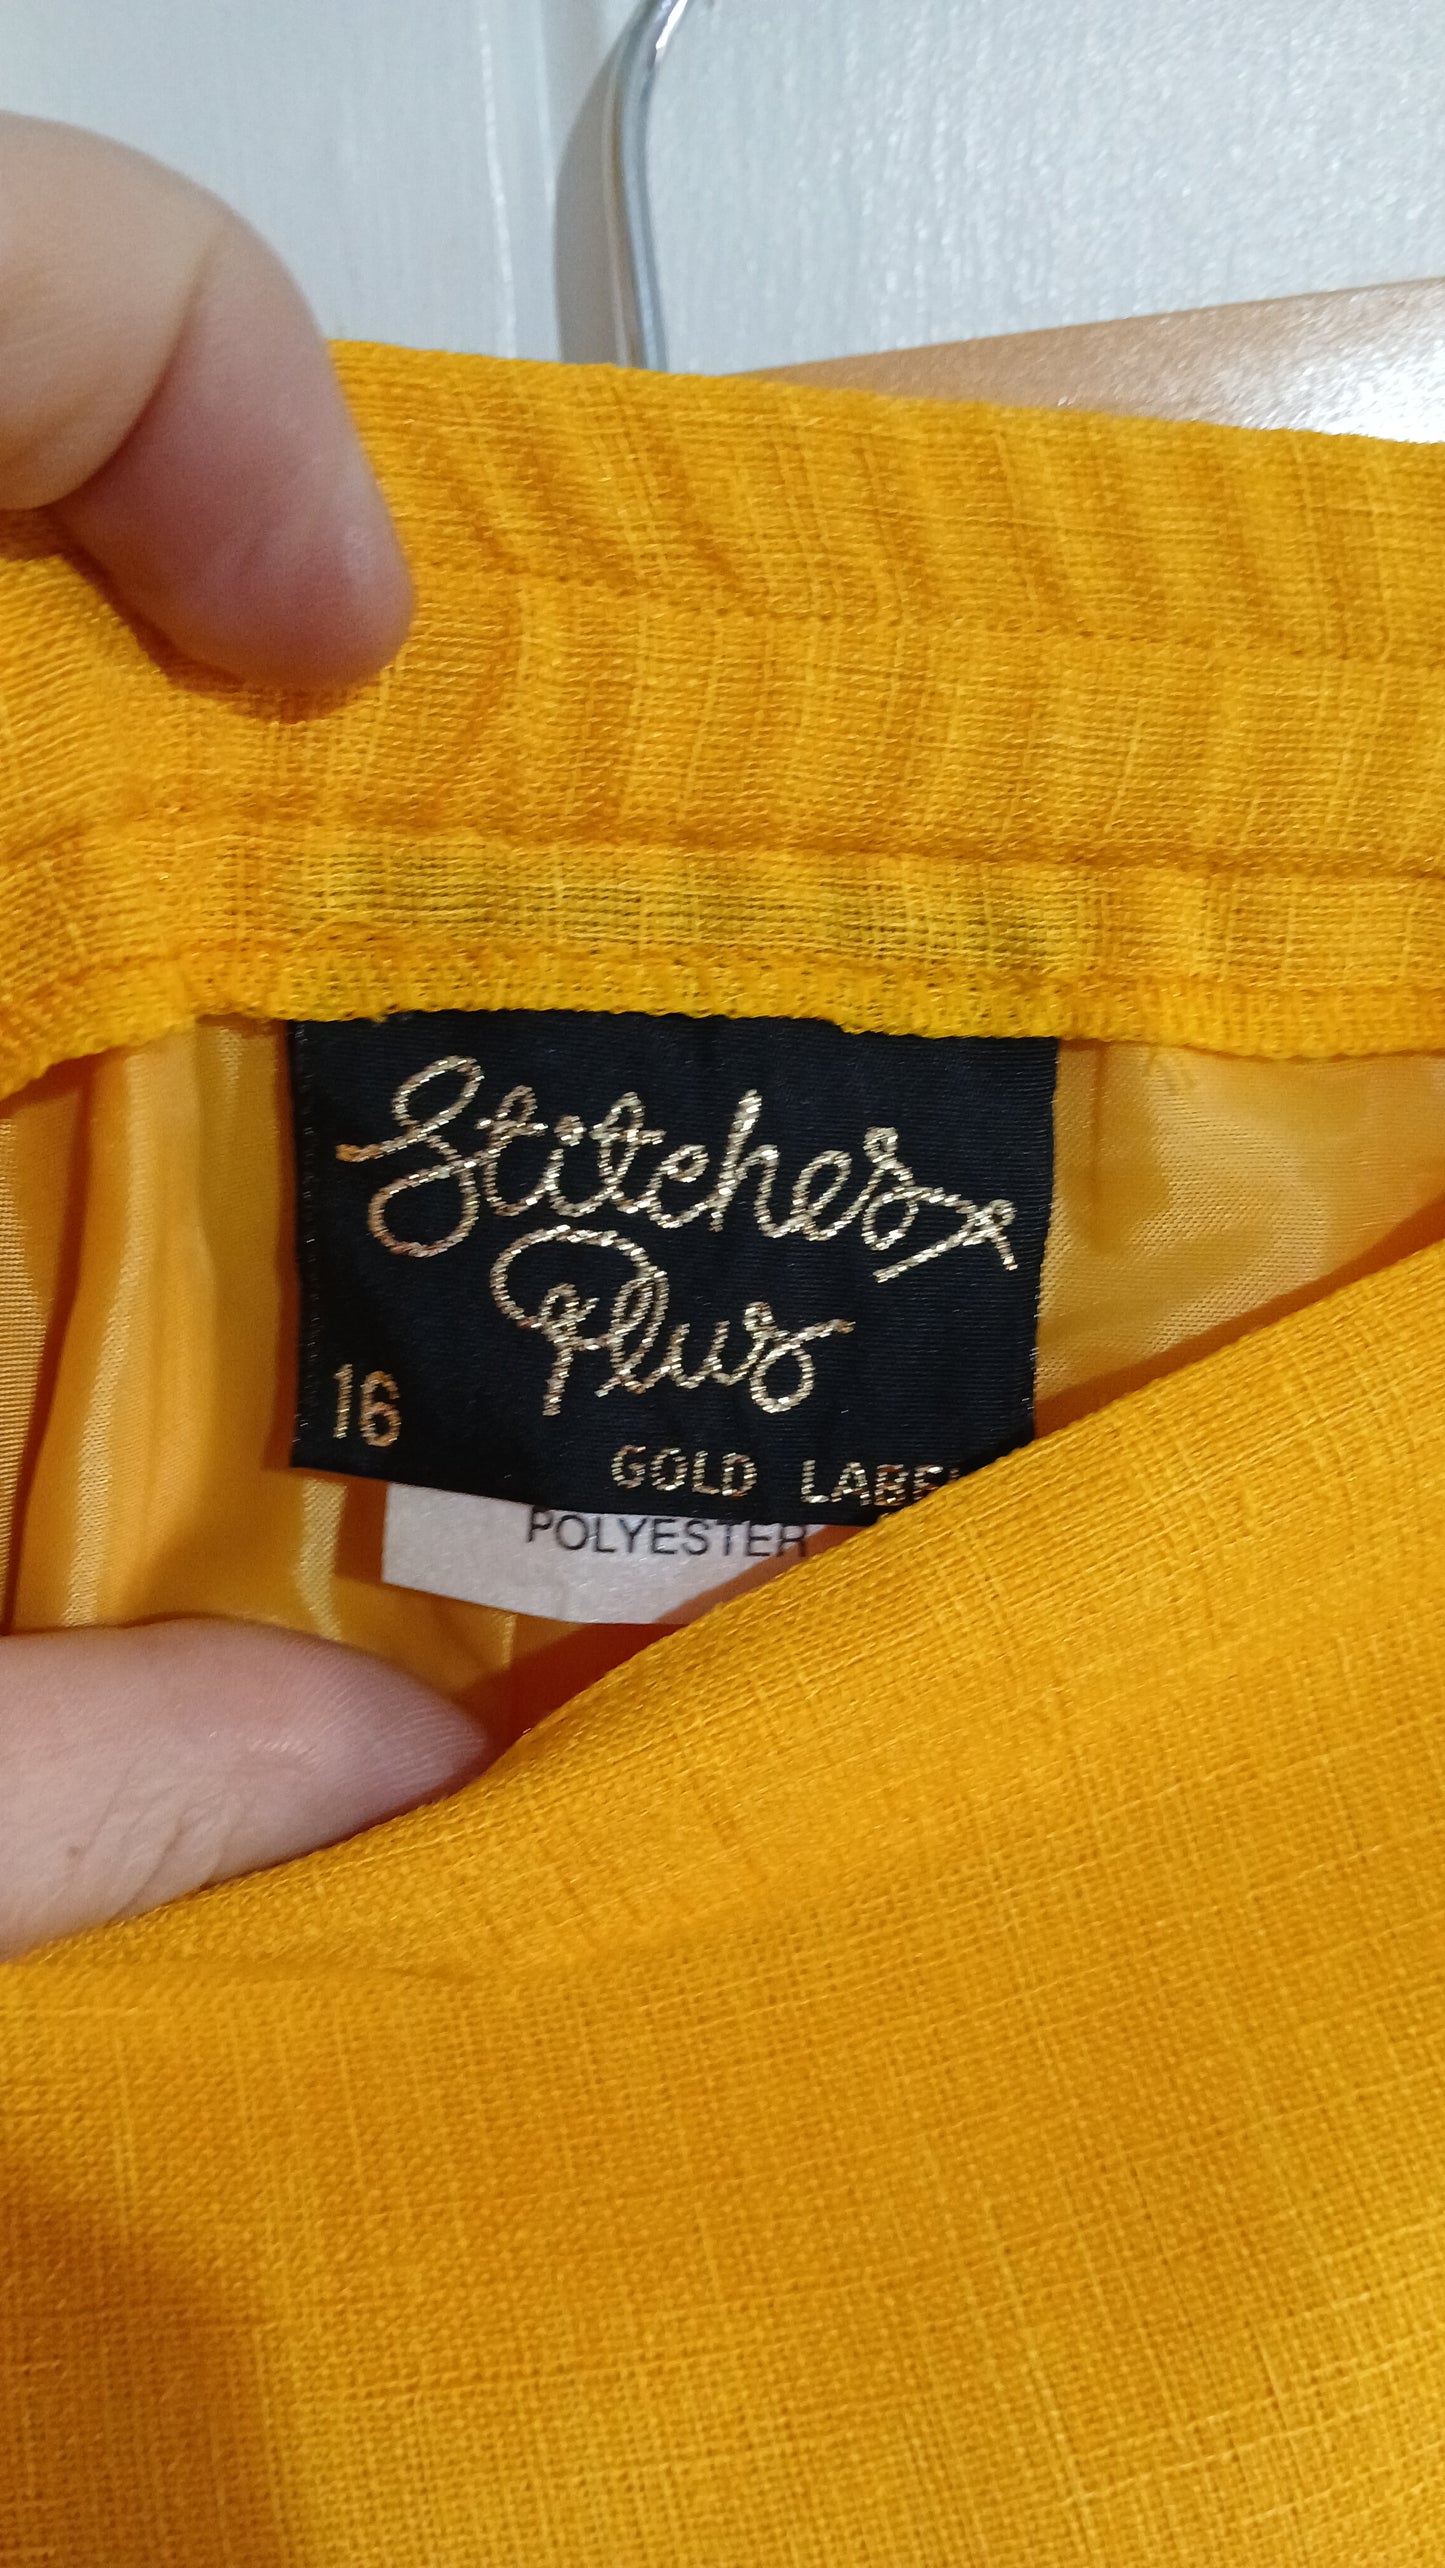 Stitches
Plus
16
GOLD LABEL
POLYESTER